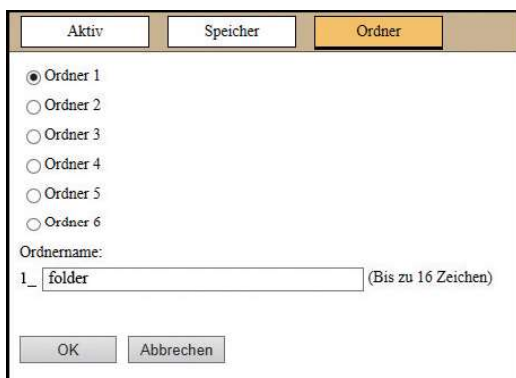 Aktiv Speicher Ordner
Ordner 1
Ordner 2
Ordner 3
Ordner 4
Ordner 5
Ordner 6
Ordnername:
1_ folder (Bis zu 16 Zeichen)
OK Abbrechen